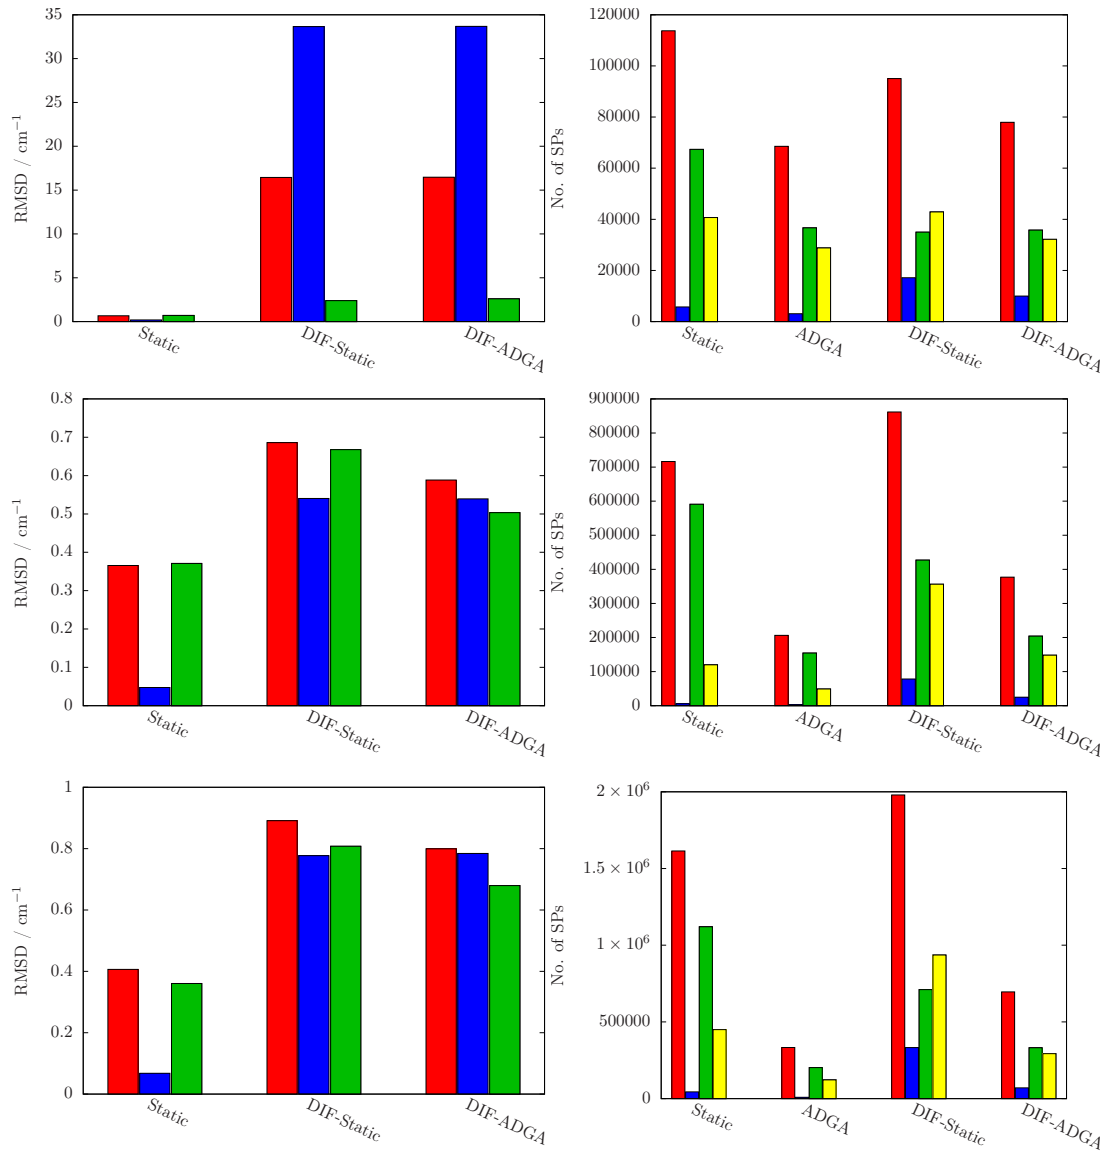 RMSD / cm⁻¹
35
30
25
20
15
10
5
0
Static
DIF-Static
DIF-ADGA
No. of SPs
120000
100000
80000
60000
40000
20000
0
Static
ADGA
DIF-Static
DIF-ADGA
RMSD / cm⁻¹
0.8
0.7
0.6
0.5
0.4
0.3
0.2
0.1
0
Static
DIF-Static
DIF-ADGA
No. of SPs
900000
800000
700000
600000
500000
400000
300000
200000
100000
0
Static
ADGA
DIF-Static
DIF-ADGA
RMSD / cm⁻¹
1
0.8
0.6
0.4
0.2
0
Static
DIF-Static
DIF-ADGA
No. of SPs
2 × 10⁶
1.5 × 10⁶
1 × 10⁶
500000
0
Static
ADGA
DIF-Static
DIF-ADGA